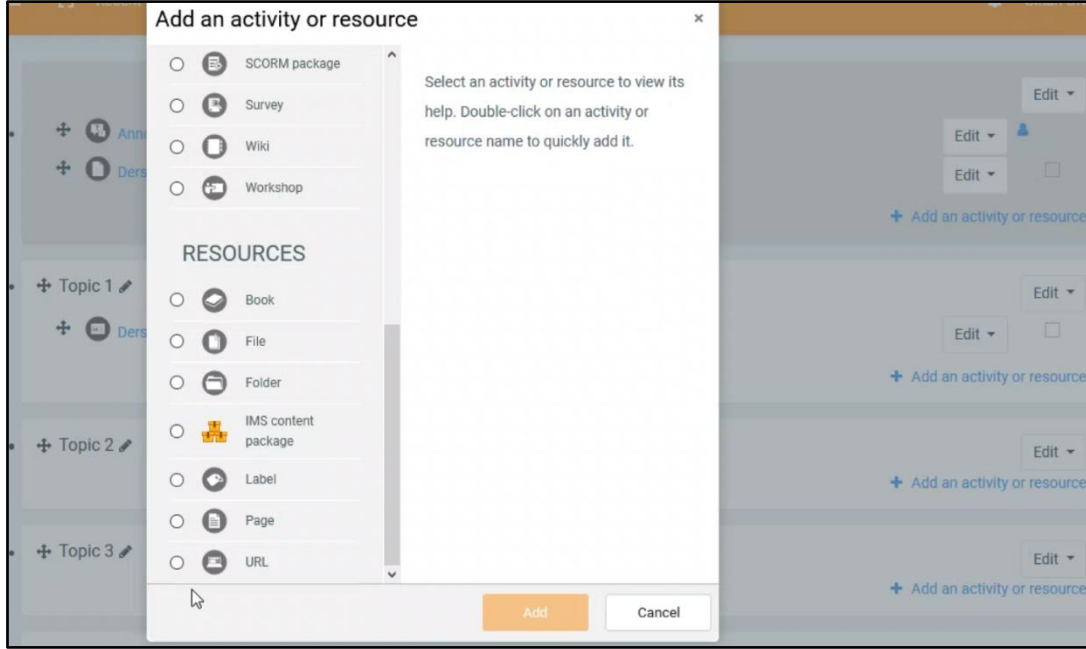 Add an activity or resource
×
SCORM package
Survey
Wiki
Workshop
RESOURCES
Book
File
Folder
IMS content
package
Label
Page
URL
Select an activity or resource to view its
help. Double-click on an activity or
resource name to quickly add it.
Add
Cancel
Edit
Edit
Ders
Edit
+ Add an activity or resource
Topic 1
Edit
Ders
Edit
+ Add an activity or resource
Topic 2
Edit
+ Add an activity or resource
Topic 3
Edit
+ Add an activity or resource